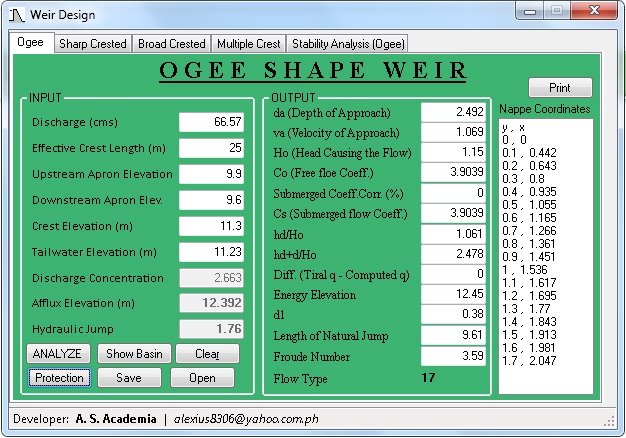 Weir Design
Ogee Sharp Crested Broad Crested Multiple Crest Stability Analysis (Ogee)
OGEE SHAPE WEIR
Print
INPUT
Discharge (cms) 66.57
Effective Crest Length (m) 25
Upstream Apron Elevation 9.9
Downstream Apron Elev. 9.6
Crest Elevation (m) 11.3
Tailwater Elevation (m) 11.23
Discharge Concentration 2.663
Afflux Elevation (m) 12.392
Hydraulic Jump 1.76
ANALYZE Show Basin Clear
Protection Save Open
OUTPUT
da (Depth of Approach) 2.492
va (Velocity of Approach) 1.069
Ho (Head Causing the Flow) 1.15
Co (Free floe Coeff.) 3.9039
Submerged Coeff.Corr. (%) 0
Cs (Submerged flow Coeff.) 3.9039
hd/Ho 1.061
hd+d/Ho 2.478
Diff. (Tiral q - Computed q) 0
Energy Elevation 12.45
d1 0.38
Length of Natural Jump 9.61
Froude Number 3.59
Flow Type 17
Nappe Coordinates
y , x
0 , 0
0.1 , 0.442
0.2 , 0.643
0.3 , 0.8
0.4 , 0.935
0.5 , 1.055
0.6 , 1.165
0.7 , 1.266
0.8 , 1.361
0.9 , 1.451
1 , 1.536
1.1 , 1.617
1.2 , 1.695
1.3 , 1.77
1.4 , 1.843
1.5 , 1.913
1.6 , 1.981
1.7 , 2.047
Developer: A. S. Academia | alexius8306@yahoo.com.ph